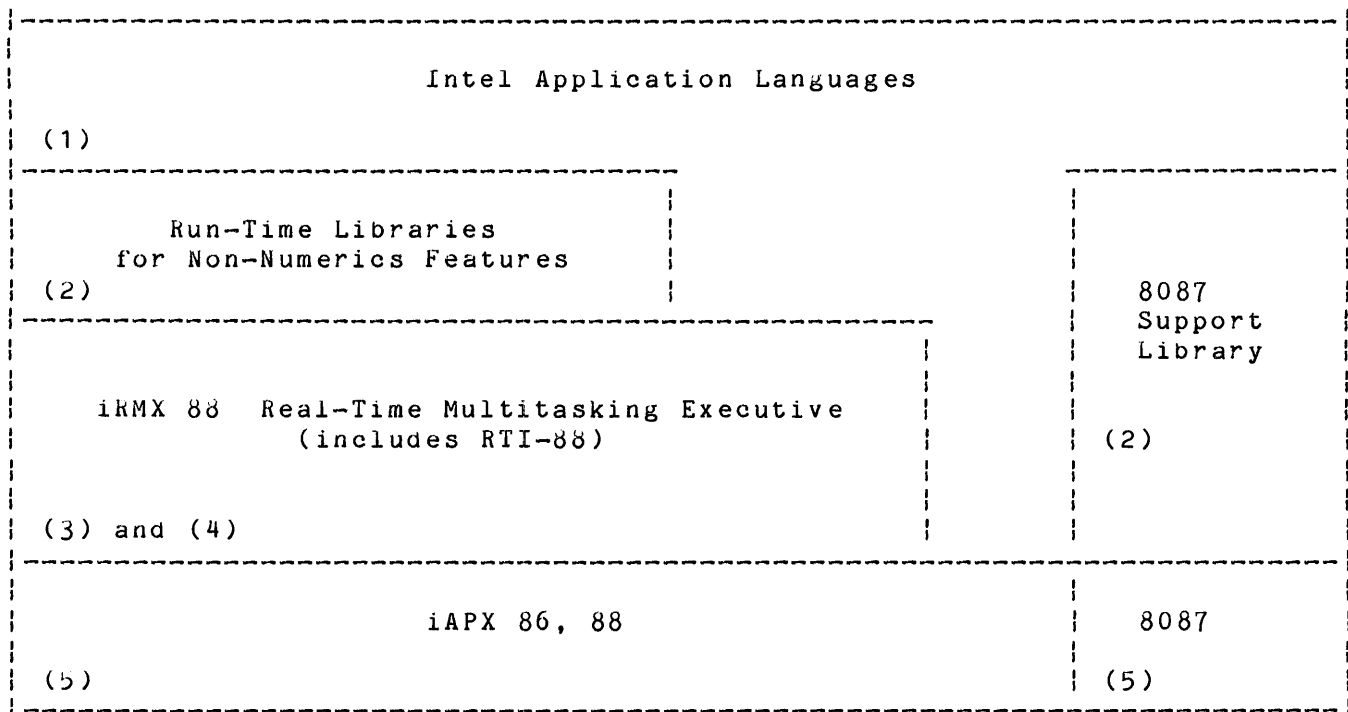 Intel Application Languages
(1)
Run-Time Libraries
for Non-Numerics Features
(2)
8087
Support
Library
(2)
iRMX 88 Real-Time Multitasking Executive
(includes RTI-88)
(3) and (4)
iAPX 86, 88
(5)
8087
(5)